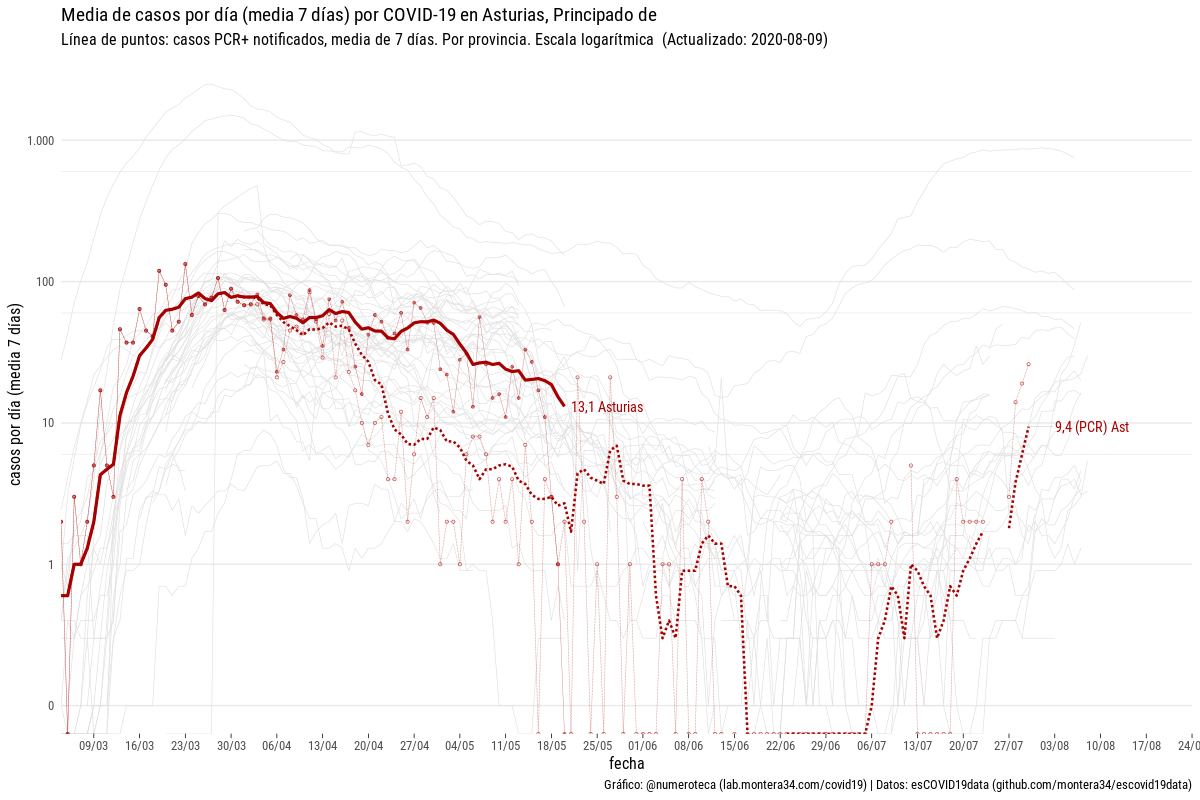 Media de casos por día (media 7 días) por COVID-19 en Asturias, Principado de
Línea de puntos: casos PCR+ notificados, media de 7 días. Por provincia. Escala logarítmica (Actualizado: 2020-08-09)
casos por día (media 7 días)
1.000
100
10
1
0
13,1 Asturias
9,4 (PCR) Ast
09/03 16/03 23/03 30/03 06/04 13/04 20/04 27/04 04/05 11/05 18/05 25/05 01/06 08/06 15/06 22/06 29/06 06/07 13/07 20/07 27/07 03/08 10/08 17/08 24/0
fecha
Gráfico: @numeroteca (lab.montera34.com/covid19) | Datos: esCOVID19data (github.com/montera34/escovid19data)